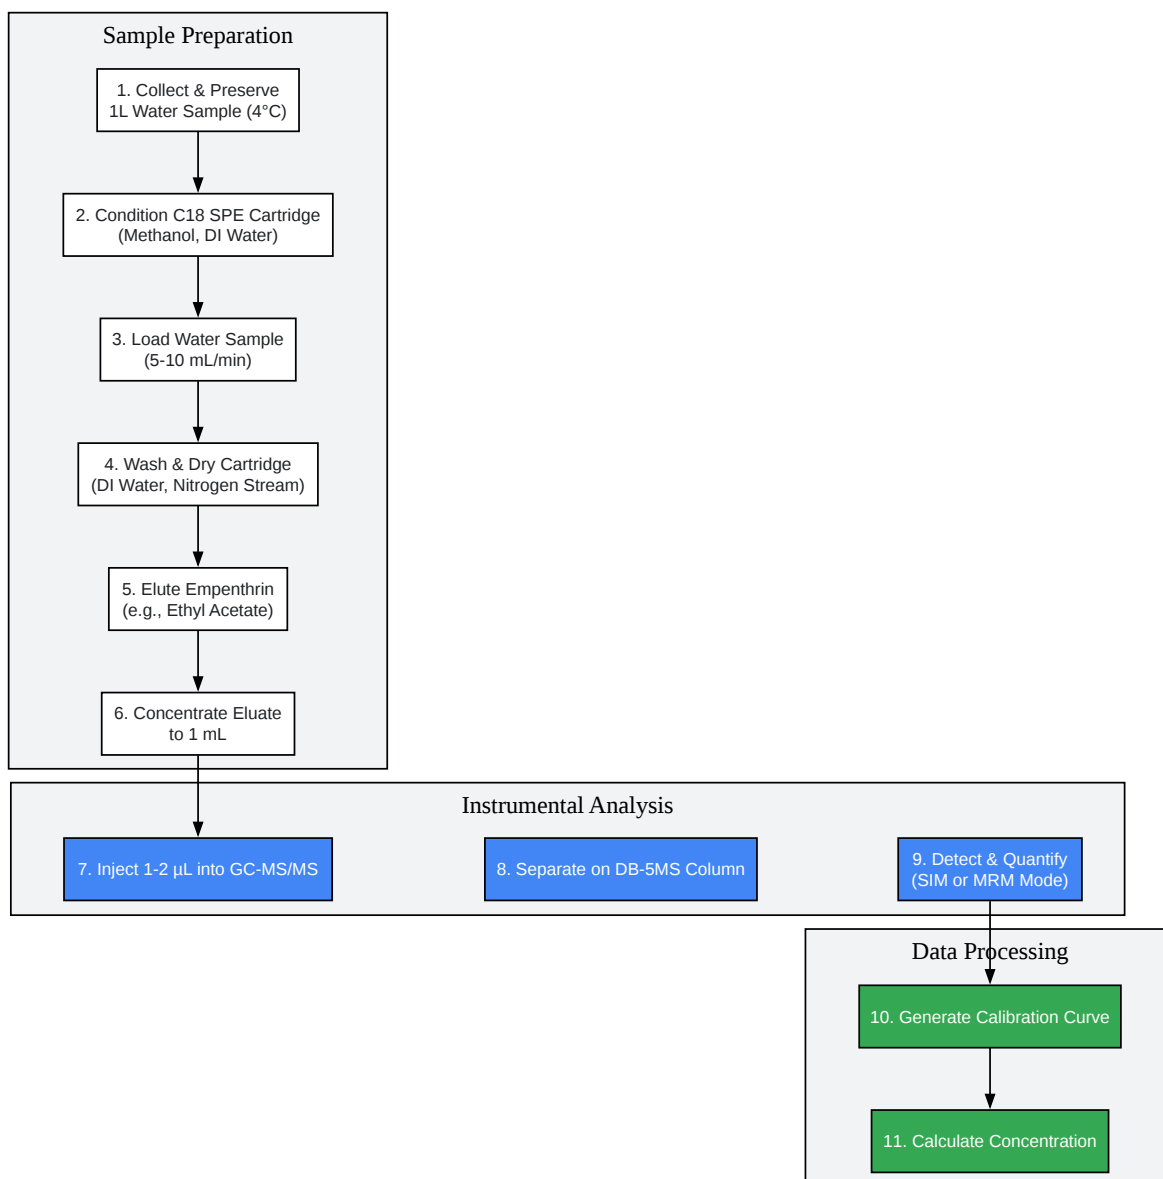 Sample Preparation
1. Collect & Preserve
1L Water Sample (4°C)
2. Condition C18 SPE Cartridge
(Methanol, DI Water)
3. Load Water Sample
(5-10 mL/min)
4. Wash & Dry Cartridge
(DI Water, Nitrogen Stream)
5. Elute Empenthrin
(e.g., Ethyl Acetate)
6. Concentrate Eluate
to 1 mL
Instrumental Analysis
7. Inject 1-2 µL into GC-MS/MS
8. Separate on DB-5MS Column
9. Detect & Quantify
(SIM or MRM Mode)
Data Processing
10. Generate Calibration Curve
11. Calculate Concentration